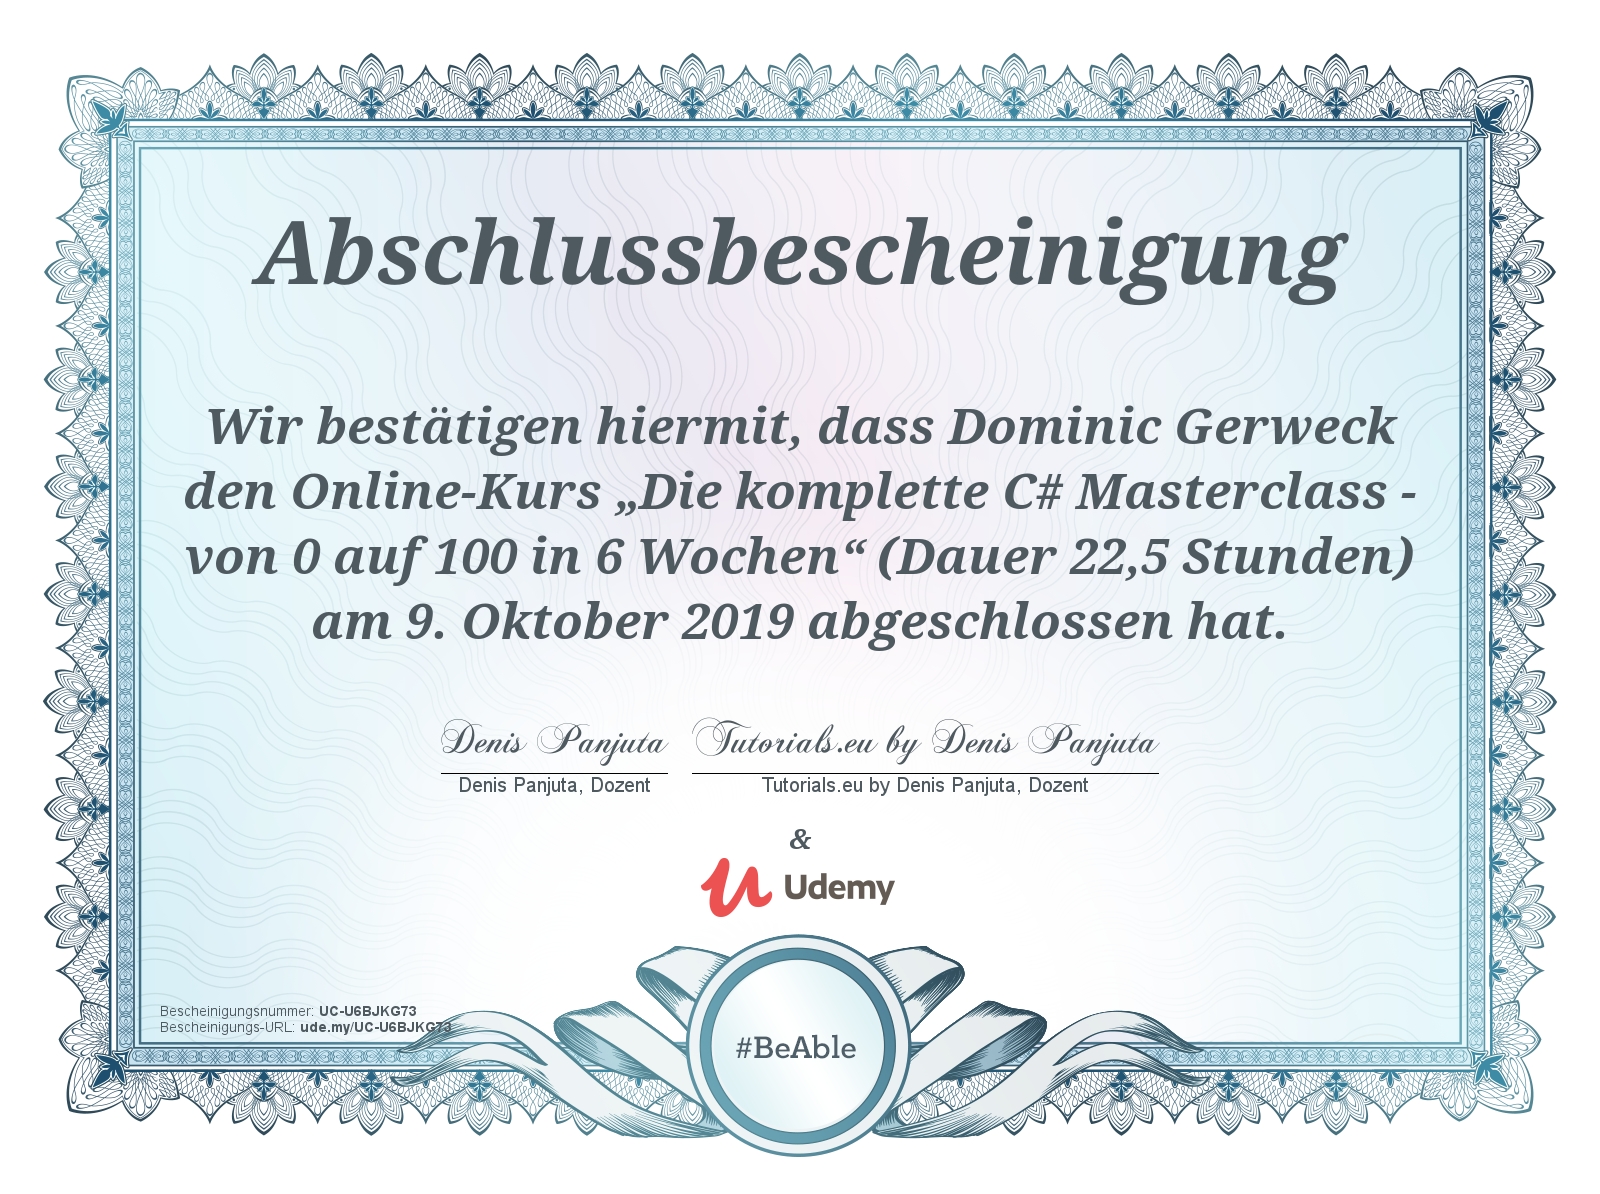 Abschlussbescheinigung
Wir bestätigen hiermit, dass Dominic Gerweck
den Online-Kurs „Die komplette C# Masterclass -
von 0 auf 100 in 6 Wochen“ (Dauer 22,5 Stunden)
am 9. Oktober 2019 abgeschlossen hat.
Denis Panjuta Tutorials.eu by Denis Panjuta
Denis Panjuta, Dozent Tutorials.eu by Denis Panjuta, Dozent
&
Udemy
Bescheinigungsnummer: UC-U6BJKG73
Bescheinigungs-URL: ude.my/UC-U6BJKG73
#BeAble